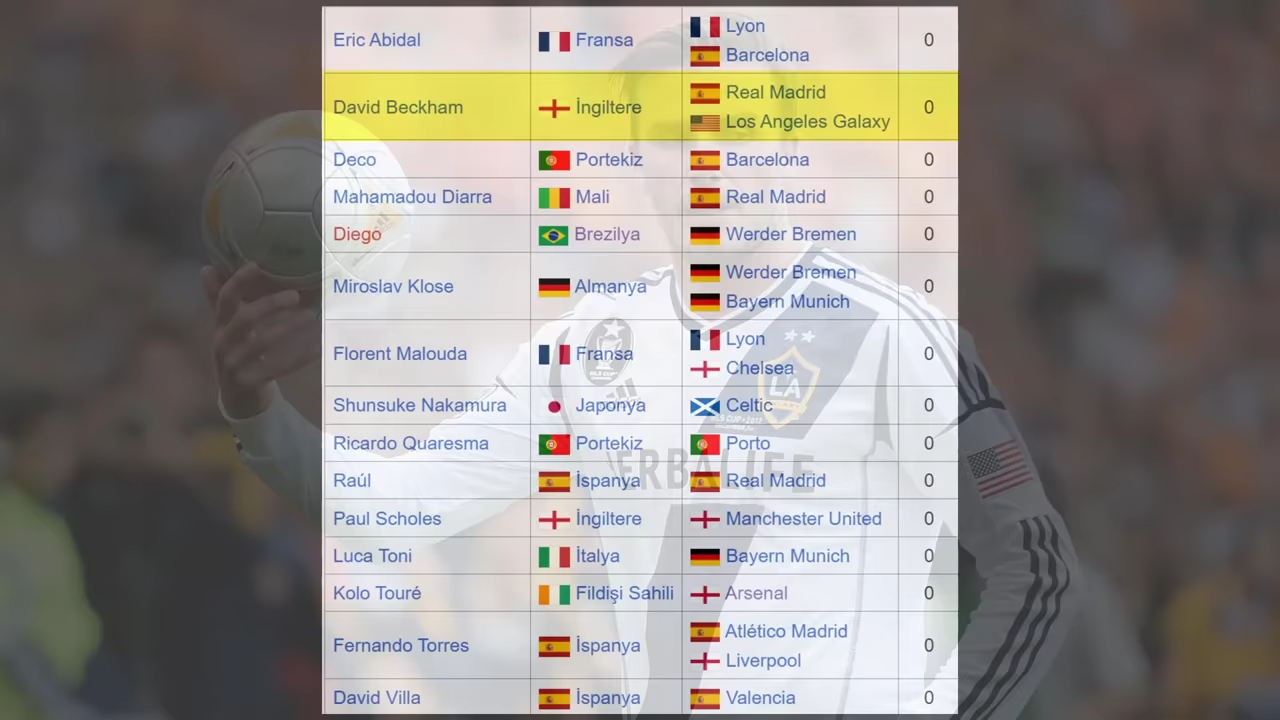 Eric Abidal Fransa Lyon
Barcelona 0
David Beckham İngiltere Real Madrid
Los Angeles Galaxy 0
Deco Portekiz Barcelona 0
Mahamadou Diarra Mali Real Madrid 0
Diego Brezilya Werder Bremen 0
Miroslav Klose Almanya Werder Bremen
Bayern Munich 0
Florent Malouda Fransa Lyon
Chelsea 0
Shunsuke Nakamura Japonya Celtic 0
Ricardo Quaresma Portekiz Porto 0
Raúl İspanya Real Madrid 0
Paul Scholes İngiltere Manchester United 0
Luca Toni İtalya Bayern Munich 0
Kolo Touré Fildişi Sahili Arsenal 0
Fernando Torres İspanya Atlético Madrid
Liverpool 0
David Villa İspanya Valencia 0
LA
ERBALIFE